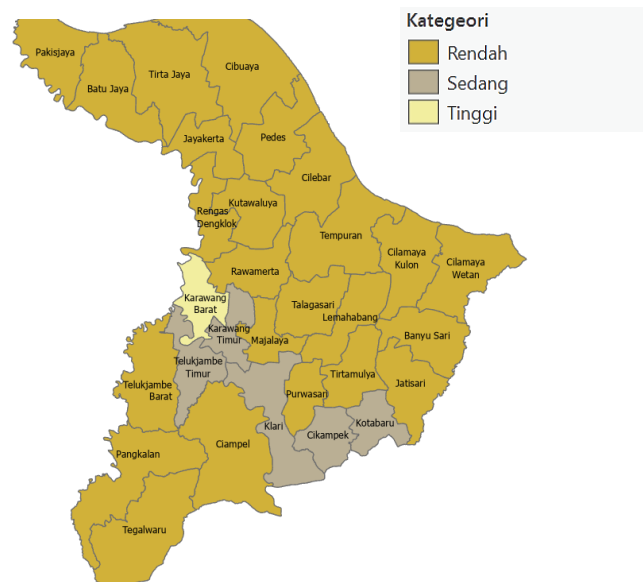 Kategeori
Rendah
Sedang
Tinggi
Pakisjaya
Batu Jaya
Tirta Jaya
Cibuaya
Jayakerta
Pedes
Cilebar
Kutawaluya
Rengas
Dengklok
Tempuran
Cilamaya
Kulon
Cilamaya
Wetan
Rawamerta
Karawang
Barat
Talagasari
Lemahabang
Karawang
Timur
Majalaya
Banyu Sari
Telukjambe
Timur
Telukjambe
Barat
Tirtamulya
Jatisari
Purwasari
Klari
Cikampek
Kotabaru
Ciampel
Pangkalan
Tegalwaru